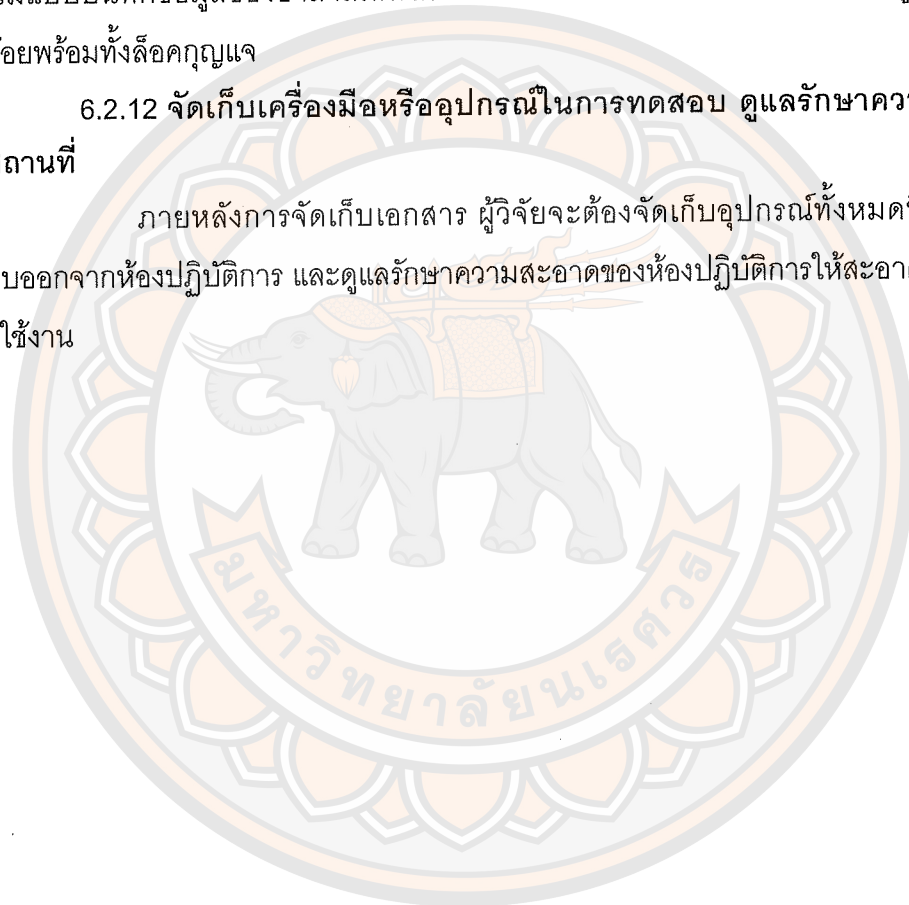 ้อยพร้อมทั้งล็อคกุญแจ
6.2.12 จัดเก็บเครื่องมือหรืออุปกรณ์ในการทดสอบ ดูแลรักษาควา
ถานที่
ภายหลังการจัดเก็บเอกสาร ผู้วิจัยจะต้องจัดเก็บอุปกรณ์ทั้งหมด
บออกจากห้องปฏิบัติการ และดูแลรักษาความสะอาดของห้องปฏิบัติการให้สะอา
ใช้งาน
มหาวิทยาลัยนเรศวร